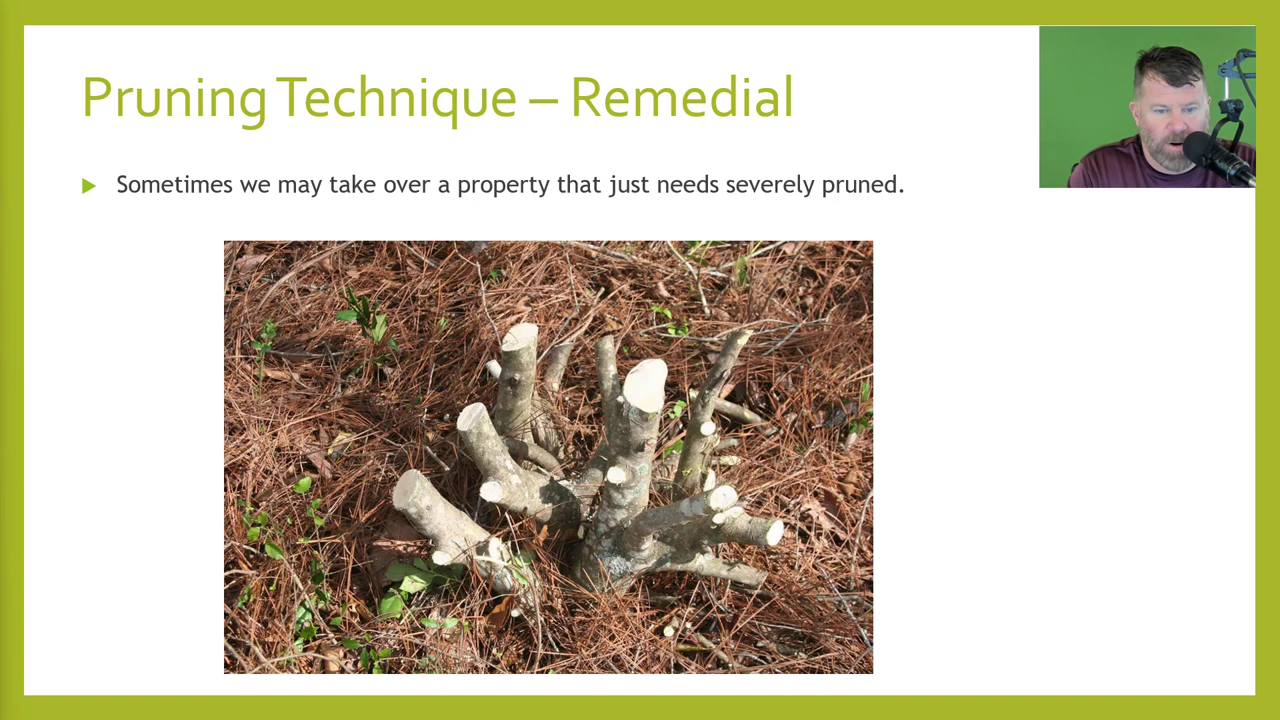 Pruning Technique – Remedial
Sometimes we may take over a property that just needs severely pruned.